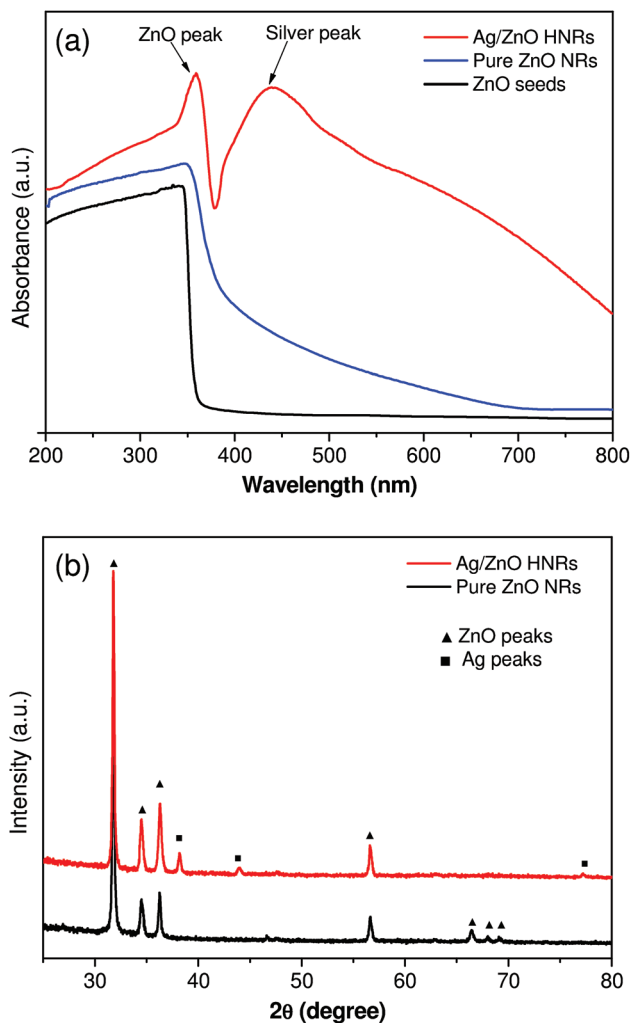 (a)
ZnO peak
Silver peak
Ag/ZnO HNRs
Pure ZnO NRs
ZnO seeds
Absorbance (a.u.)
200 300 400 500 600 700 800
Wavelength (nm)
(b)
Ag/ZnO HNRs
Pure ZnO NRs
▲ ZnO peaks
■ Ag peaks
Intensity (a.u.)
30 40 50 60 70 80
2θ (degree)